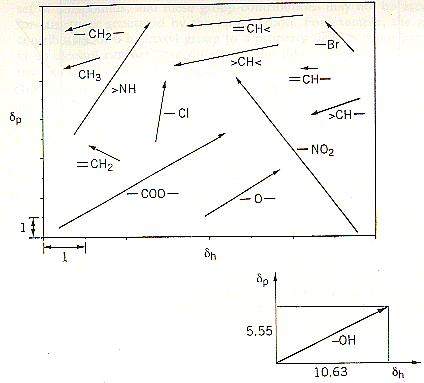 —CH₂—
=CH<
—Br
>CH<
CH₃
>NH
=CH—
—Cl
>CH—
δₚ
—NO₂
=CH₂
—COO—
—O—
1
1
δₕ
δₚ
5.55
—OH
10.63
δₕ